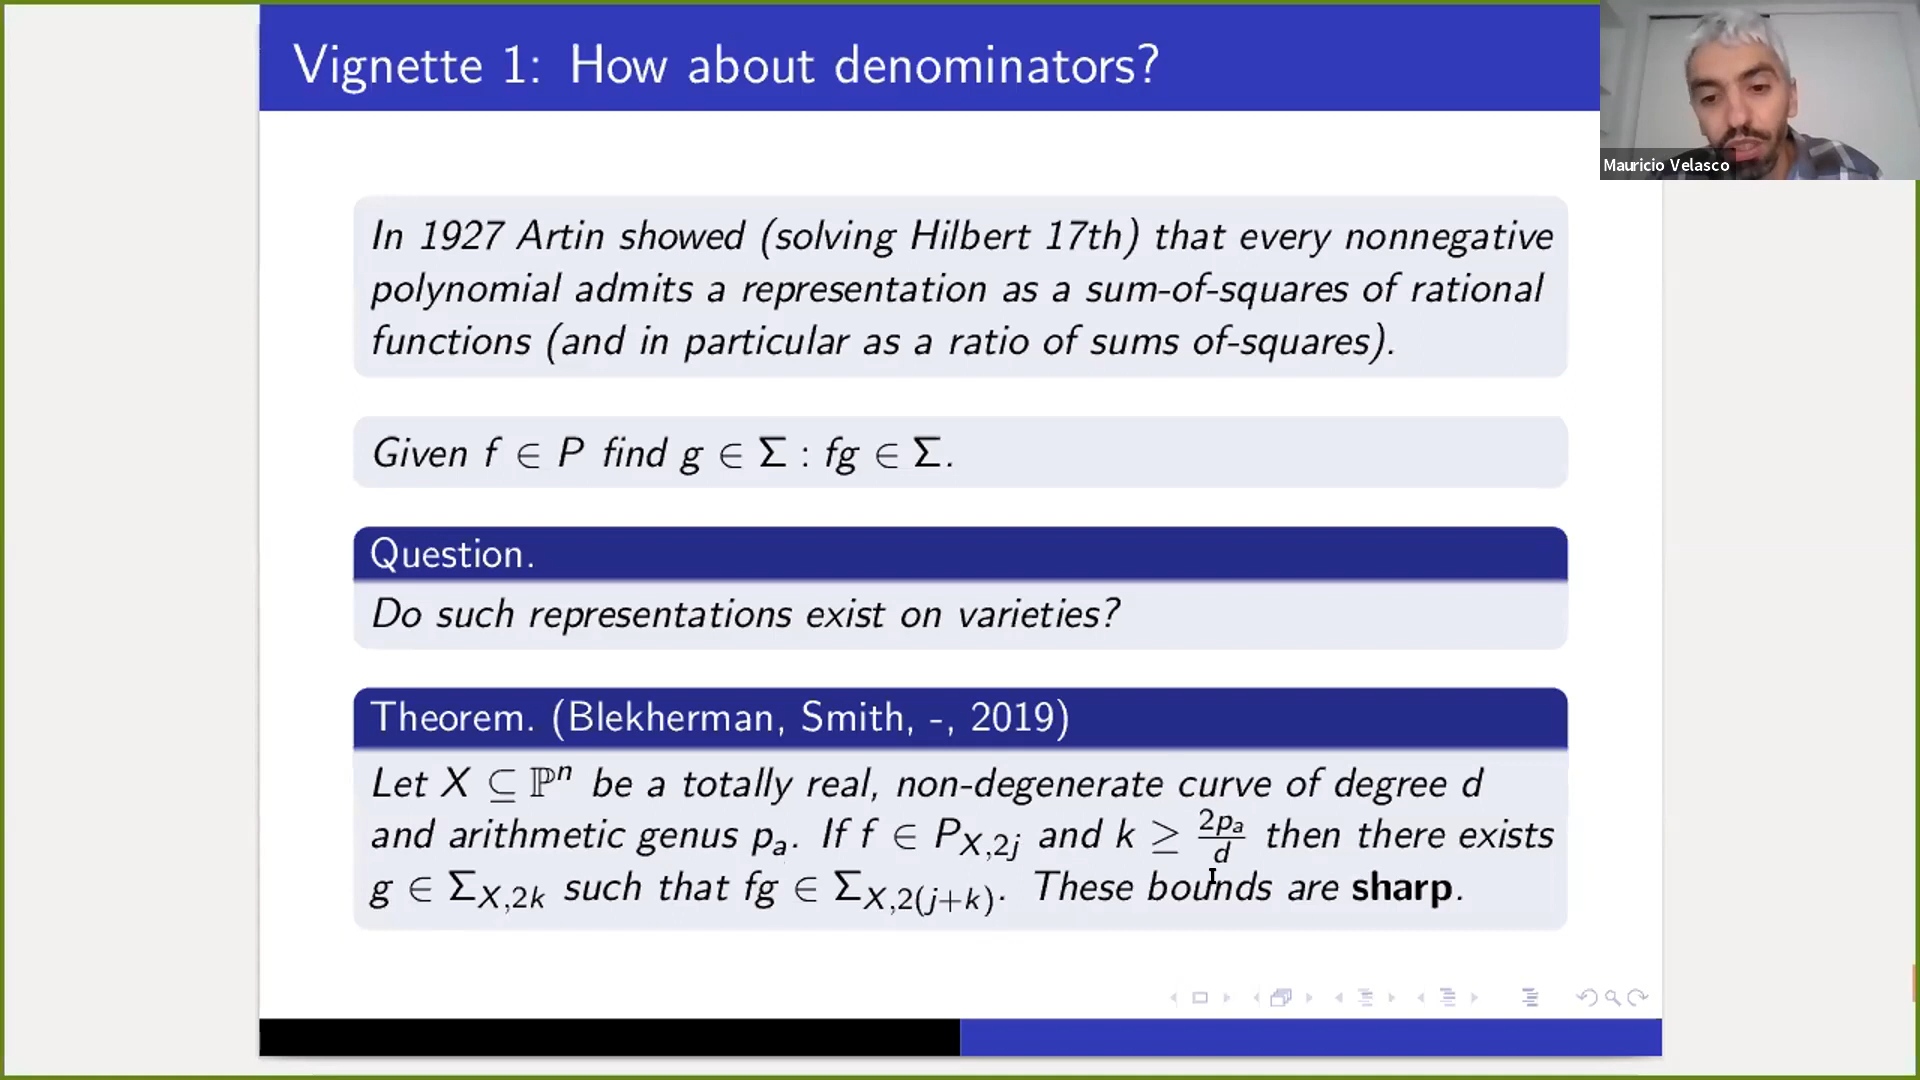 Vignette 1: How about denominators?
Mauricio Velasco
In 1927 Artin showed (solving Hilbert 17th) that every nonnegative
polynomial admits a representation as a sum-of-squares of rational
functions (and in particular as a ratio of sums of-squares).
Given f ∈ P find g ∈ Σ : fg ∈ Σ.
Question.
Do such representations exist on varieties?
Theorem. (Blekherman, Smith, -, 2019)
Let X ⊆ ℙⁿ be a totally real, non-degenerate curve of degree d
and arithmetic genus pₐ. If f ∈ P_{X,2j} and k ≥ \frac{2pₐ}{d} then there exists
g ∈ Σ_{X,2k} such that fg ∈ Σ_{X,2(j+k)}. These bounds are sharp.